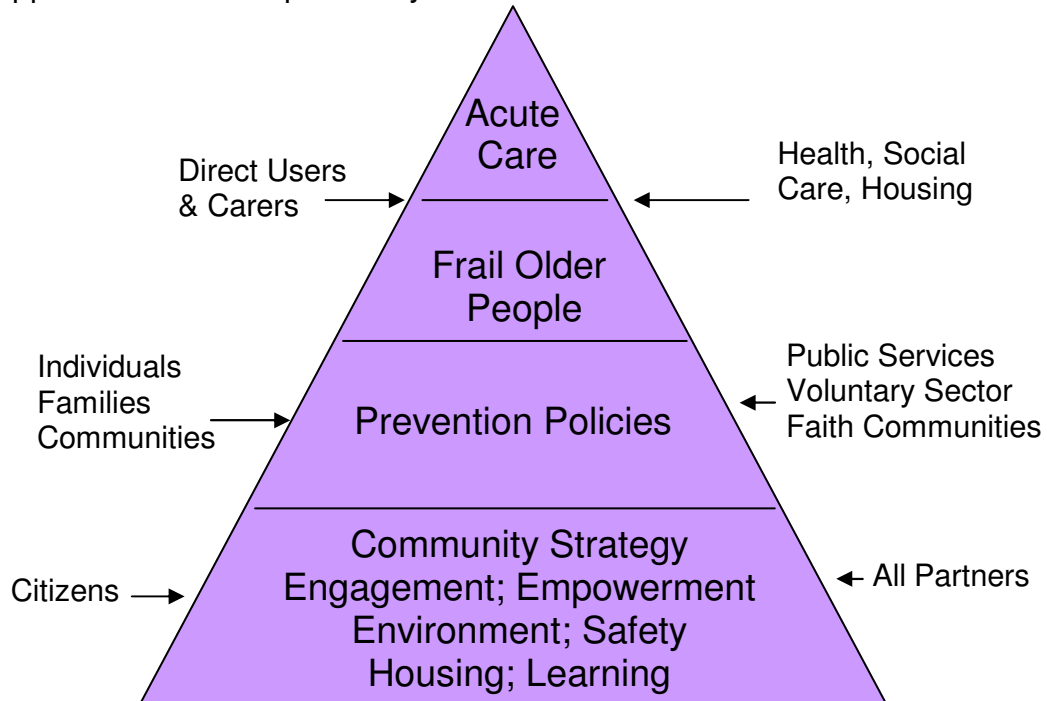 Acute
Care
Direct Users
& Carers
Health, Social
Care, Housing
Frail Older
People
Individuals
Families
Communities
Public Services
Voluntary Sector
Faith Communities
Prevention Policies
Community Strategy
Engagement; Empowerment
Environment; Safety
Housing; Learning
Citizens
All Partners